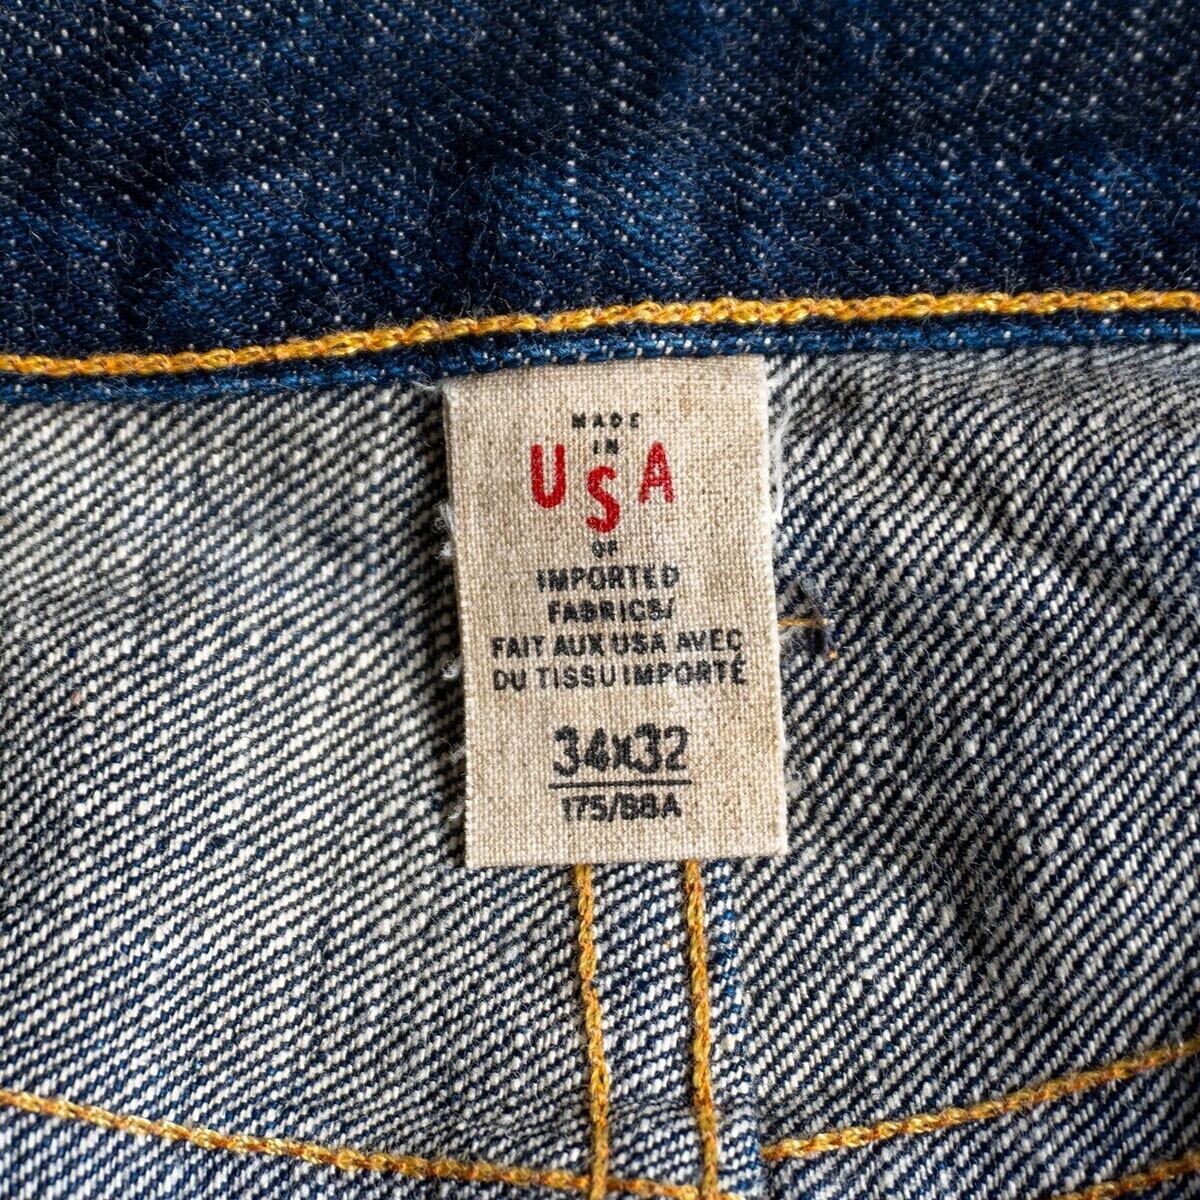 MADE
IN
USA
OF
IMPORTED
FABRICS/
FAIT AUX USA AVEC
DU TISSU IMPORTÉ
34x32
175/88A